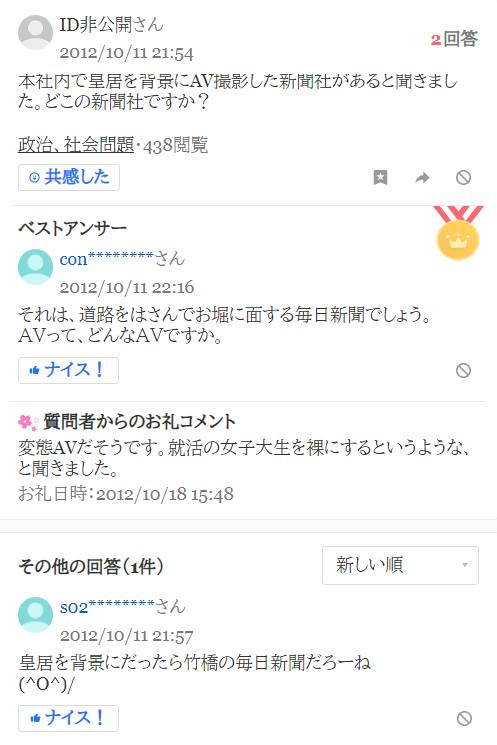 ID非公開さん
2012/10/11 21:54
2回答
本社内で皇居を背景にAV撮影した新聞社があると聞きまし
た。どこの新聞社ですか？
政治、社会問題・438閲覧
共感した
ベストアンサー
con********さん
2012/10/11 22:16
それは、道路をはさんでお堀に面する毎日新聞でしょう。
ＡＶって、どんなＡＶですか。
ナイス！
質問者からのお礼コメント
変態AVだそうです。就活の女子大生を裸にするというような、
と聞きました。
お礼日時：2012/10/18 15:48
その他の回答（1件）
新しい順
so2********さん
2012/10/11 21:57
皇居を背景にだったら竹橋の毎日新聞だろーね
(^O^)/
ナイス！